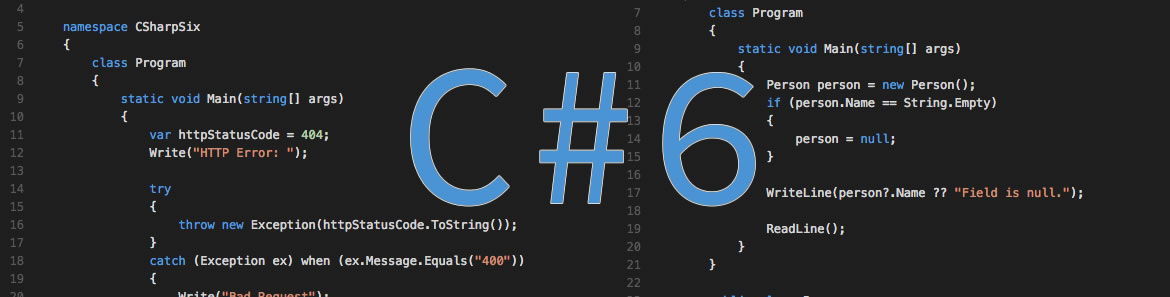 4
5 namespace CSharpSix
6 {
7 class Program
8 {
9 static void Main(string[] args)
10 {
11 var httpStatusCode = 404;
12 Write("HTTP Error: ");
13
14 try
15 {
16 throw new Exception(httpStatusCode.ToString());
17 }
18 catch (Exception ex) when (ex.Message.Equals("400"))
19 {
20 Write("Bad Request");
C#6
7 class Program
8 {
9 static void Main(string[] args)
10 {
11 Person person = new Person();
12 if (person.Name == String.Empty)
13 {
14 person = null;
15 }
16
17 WriteLine(person?.Name ?? "Field is null.");
18
19 ReadLine();
20 }
21 }
22